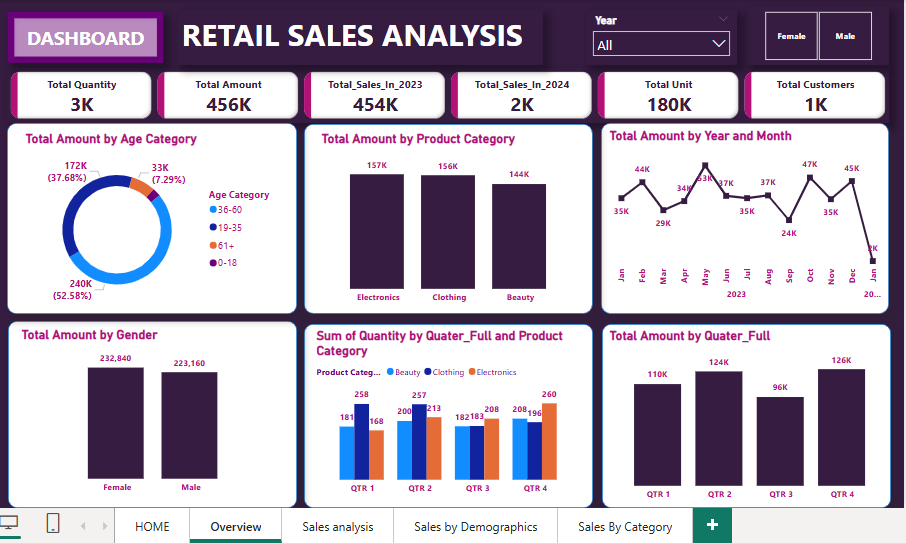 DASHBOARD
RETAIL SALES ANALYSIS
Year
All
Female
Male
Total Quantity
3K
Total Amount
456K
Total_Sales_In_2023
454K
Total_Sales_In_2024
2K
Total Unit
180K
Total Customers
1K
Total Amount by Age Category
172K
(37.68%)
33K
(7.29%)
240K
(52.58%)
Age Category
36-60
19-35
61+
0-18
Total Amount by Product Category
157K
156K
144K
Electronics
Clothing
Beauty
Total Amount by Year and Month
35K
44K
29K
34K
53K
37K
35K
37K
24K
47K
35K
45K
2K
Jan
Feb
Mar
Apr
May
Jun
Jul
Aug
Sep
Oct
Nov
Dec
Jan
2023
20...
Total Amount by Gender
232,840
223,160
Female
Male
Sum of Quantity by Quater_Full and Product
Category
Product Categ...
Beauty
Clothing
Electronics
181
258
168
200
257
213
182
183
208
208
196
260
QTR 1
QTR 2
QTR 3
QTR 4
Total Amount by Quater_Full
110K
124K
96K
126K
QTR 1
QTR 2
QTR 3
QTR 4
HOME
Overview
Sales analysis
Sales by Demographics
Sales By Category
+